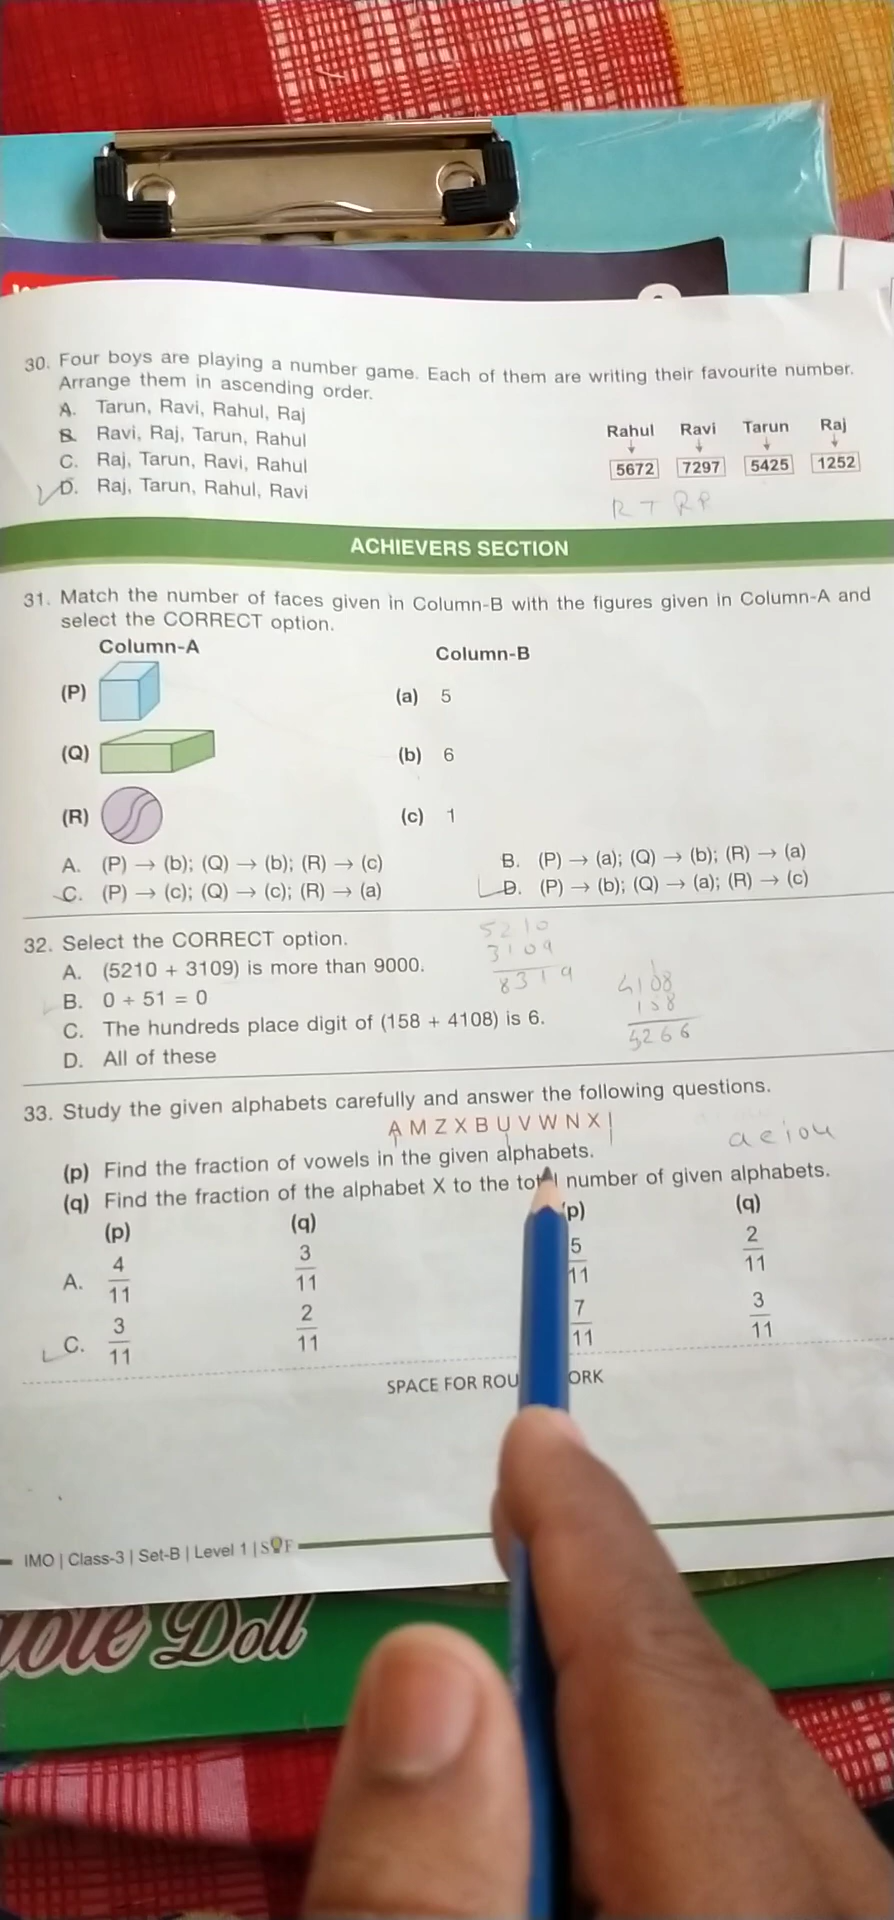 30. Four boys are playing a number game. Each of them are writing their favourite number.
Arrange them in ascending order.
A. Tarun, Ravi, Rahul, Raj
B. Ravi, Raj, Tarun, Rahul
C. Raj, Tarun, Ravi, Rahul
D. Raj, Tarun, Rahul, Ravi
Rahul Ravi Tarun Raj
5672 7297 5425 1252
R T R R
ACHIEVERS SECTION
31. Match the number of faces given in Column-B with the figures given in Column-A and
select the CORRECT option.
Column-A Column-B
(P) (a) 5
(Q) (b) 6
(R) (c) 1
A. (P) → (b); (Q) → (b); (R) → (c) B. (P) → (a); (Q) → (b); (R) → (a)
C. (P) → (c); (Q) → (c); (R) → (a) D. (P) → (b); (Q) → (a); (R) → (c)
32. Select the CORRECT option.
A. (5210 + 3109) is more than 9000.
B. 0 ÷ 51 = 0
C. The hundreds place digit of (158 + 4108) is 6.
D. All of these
5210
3109
8319
4108
158
4266
33. Study the given alphabets carefully and answer the following questions.
A M Z X B U V W N X I
a e i o u
(p) Find the fraction of vowels in the given alphabets.
(q) Find the fraction of the alphabet X to the number of given alphabets.
(p) (q) (p) (q)
A. 4/11 3/11 5/11 2/11
C. 3/11 2/11 7/11 3/11
SPACE FOR
IMO | Class-3 | Set-B | Level 1 | SOF
Doll